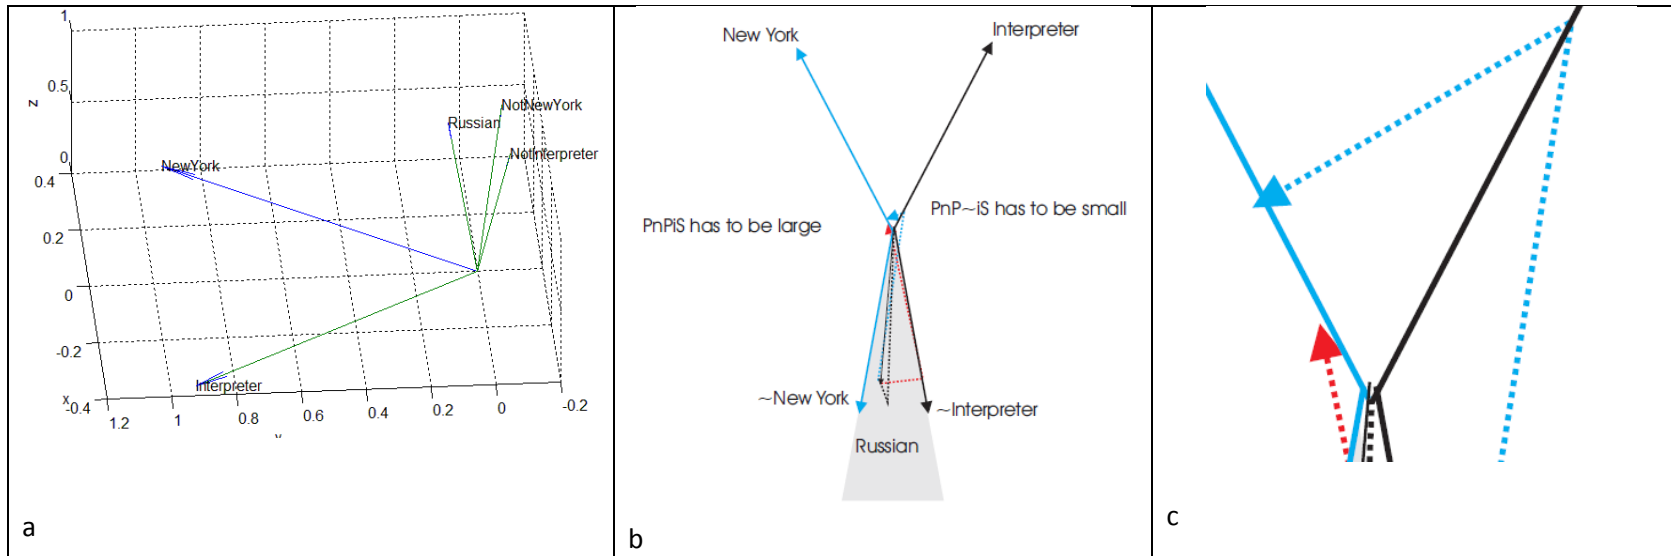 1
0.5
z
0
0.4
0.2
0
-0.2
x
-0.4
1.2
1
0.8
0.6
0.4
0.2
0
-0.2
NotNewYork
Russian
NotInterpreter
NewYork
Interpreter
a
New York
Interpreter
PnPiS has to be large
PnP~iS has to be small
~New York
~Interpreter
Russian
b
c